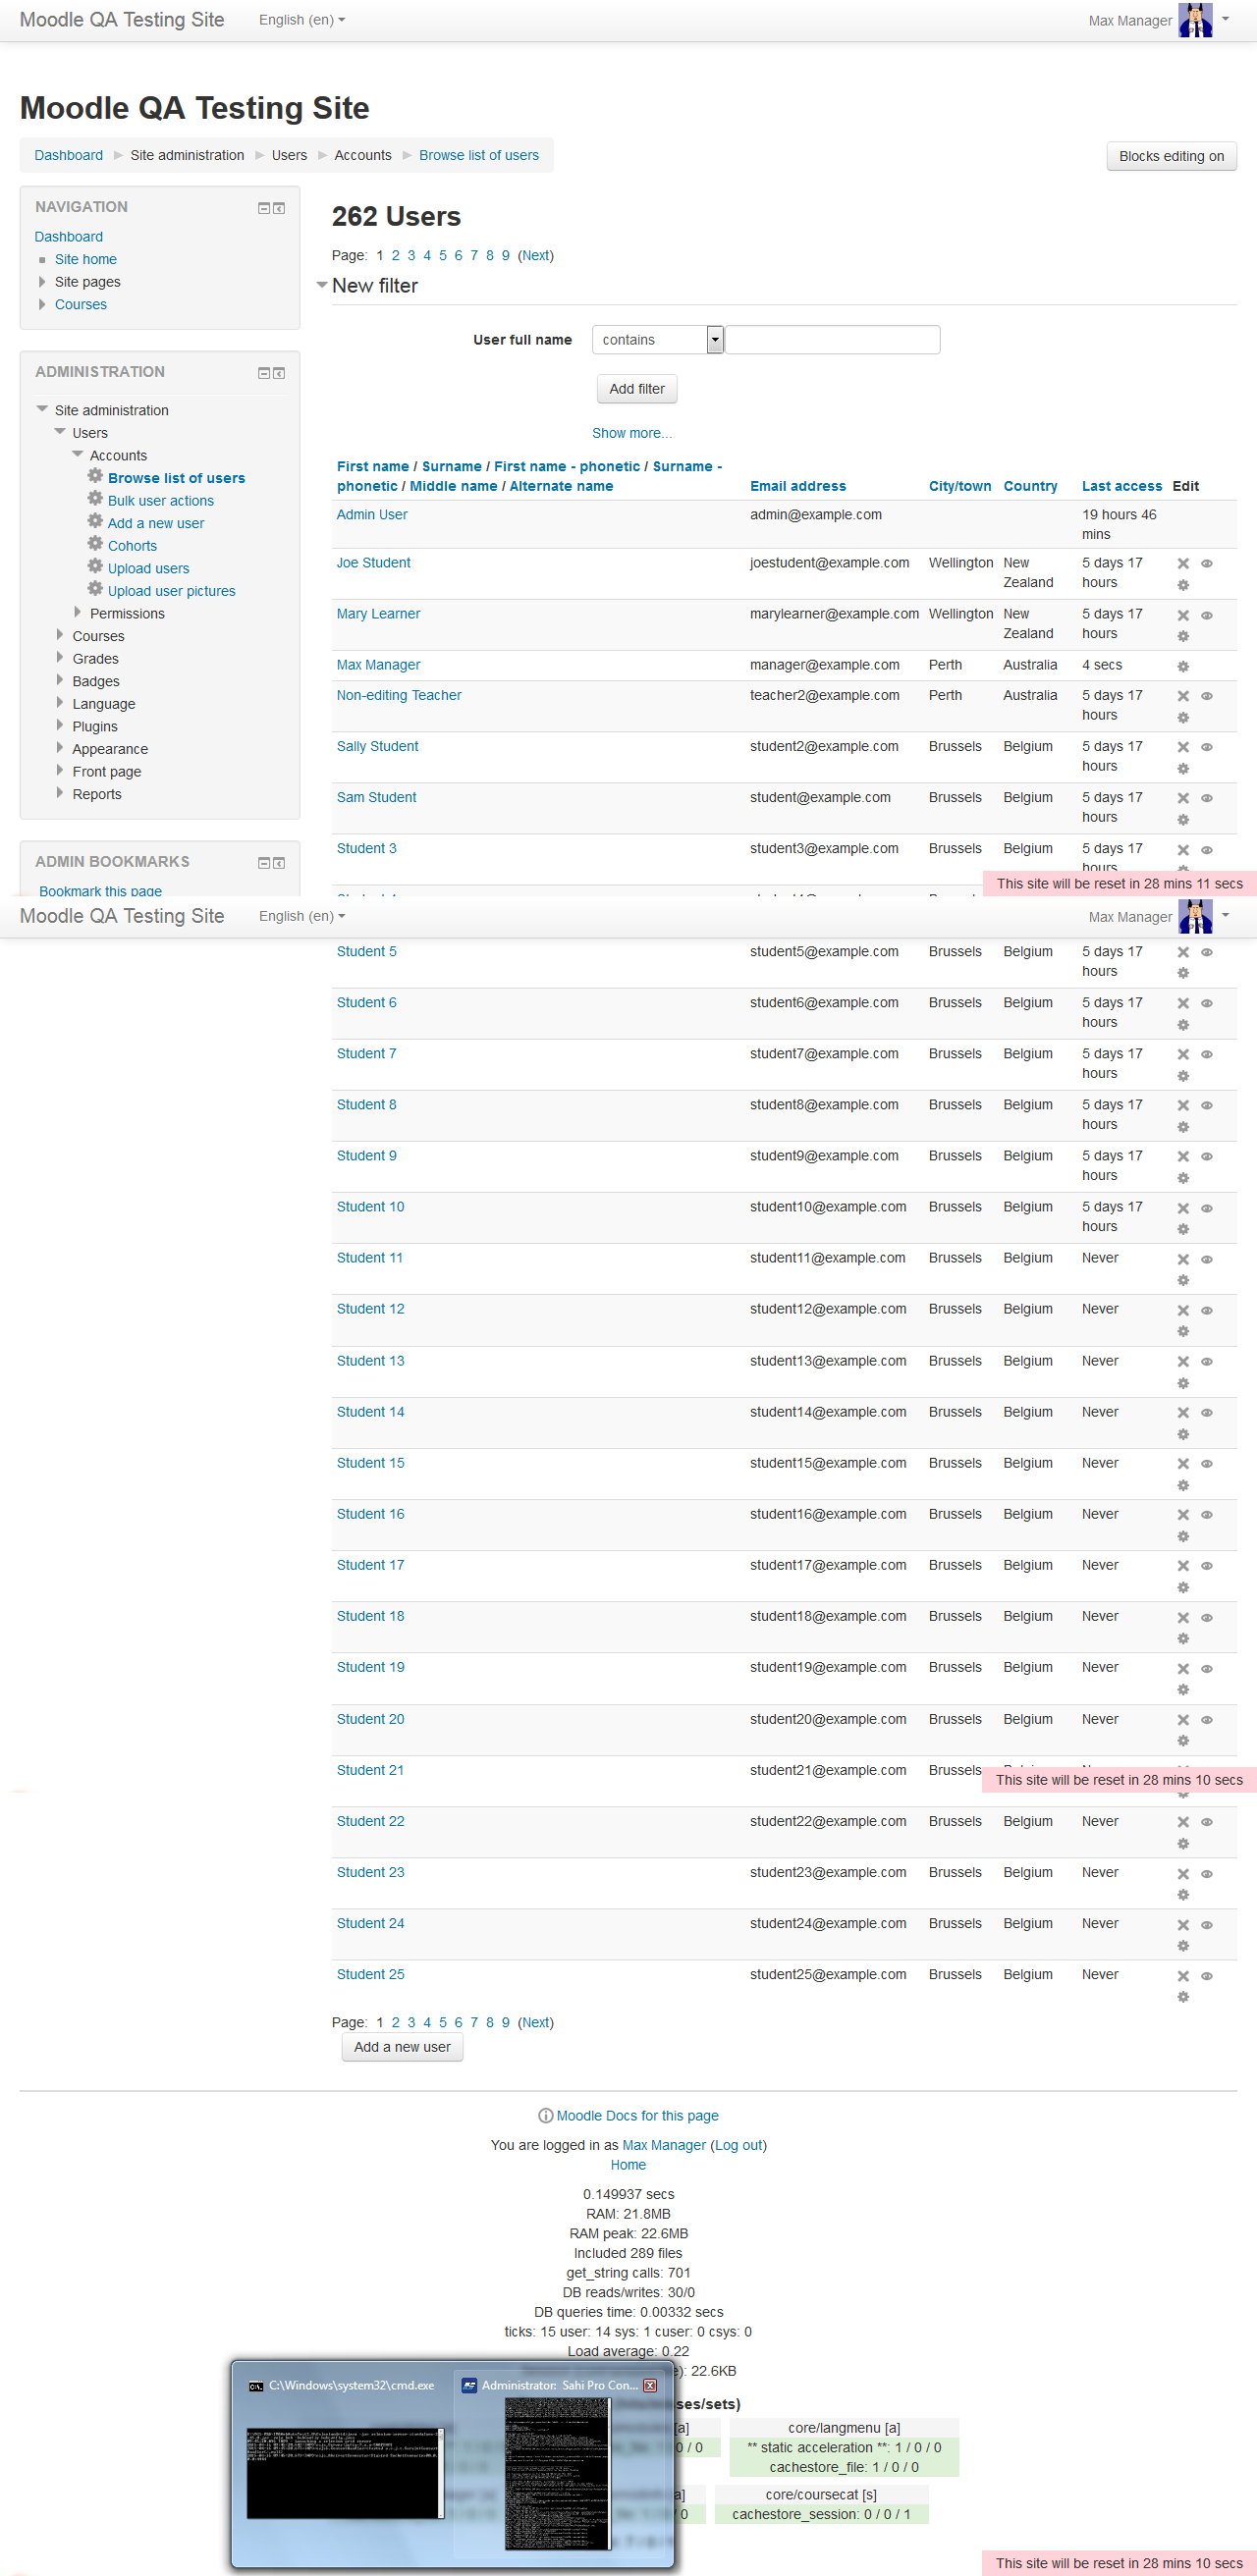 Moodle QA Testing Site English (en) Max Manager
Moodle QA Testing Site
Dashboard Site administration Users Accounts Browse list of users Blocks editing on
NAVIGATION
Dashboard
Site home
Site pages
Courses
ADMINISTRATION
Site administration
Users
Accounts
Browse list of users
Bulk user actions
Add a new user
Cohorts
Upload users
Upload user pictures
Permissions
Courses
Grades
Badges
Language
Plugins
Appearance
Front page
Reports
ADMIN BOOKMARKS
Bookmark this page
262 Users
Page: 1 2 3 4 5 6 7 8 9 (Next)
New filter
User full name contains
Add filter
Show more...
First name / Surname / First name - phonetic / Surname -
phonetic / Middle name / Alternate name Email address City/town Country Last access Edit
Admin User admin@example.com 19 hours 46
mins
Joe Student joestudent@example.com Wellington New 5 days 17
Zealand hours
Mary Learner marylearner@example.com Wellington New 5 days 17
Zealand hours
Max Manager manager@example.com Perth Australia 4 secs
Non-editing Teacher teacher2@example.com Perth Australia 5 days 17
hours
Sally Student student2@example.com Brussels Belgium 5 days 17
hours
Sam Student student@example.com Brussels Belgium 5 days 17
hours
Student 3 student3@example.com Brussels Belgium 5 days 17
hours
This site will be reset in 28 mins 11 secs
Moodle QA Testing Site English (en) Max Manager
Student 5 student5@example.com Brussels Belgium 5 days 17
hours
Student 6 student6@example.com Brussels Belgium 5 days 17
hours
Student 7 student7@example.com Brussels Belgium 5 days 17
hours
Student 8 student8@example.com Brussels Belgium 5 days 17
hours
Student 9 student9@example.com Brussels Belgium 5 days 17
hours
Student 10 student10@example.com Brussels Belgium 5 days 17
hours
Student 11 student11@example.com Brussels Belgium Never
Student 12 student12@example.com Brussels Belgium Never
Student 13 student13@example.com Brussels Belgium Never
Student 14 student14@example.com Brussels Belgium Never
Student 15 student15@example.com Brussels Belgium Never
Student 16 student16@example.com Brussels Belgium Never
Student 17 student17@example.com Brussels Belgium Never
Student 18 student18@example.com Brussels Belgium Never
Student 19 student19@example.com Brussels Belgium Never
Student 20 student20@example.com Brussels Belgium Never
Student 21 student21@example.com Brussels
This site will be reset in 28 mins 10 secs
Student 22 student22@example.com Brussels Belgium Never
Student 23 student23@example.com Brussels Belgium Never
Student 24 student24@example.com Brussels Belgium Never
Student 25 student25@example.com Brussels Belgium Never
Page: 1 2 3 4 5 6 7 8 9 (Next)
Add a new user
Moodle Docs for this page
You are logged in as Max Manager (Log out)
Home
0.149937 secs
RAM: 21.8MB
RAM peak: 22.6MB
Included 289 files
get_string calls: 701
DB reads/writes: 30/0
DB queries time: 0.00332 secs
ticks: 15 user: 14 sys: 1 cuser: 0 csys: 0
Load average: 0.22
): 22.6KB
C:\Windows\system32\cmd.exe Administrator: Sahi Pro Con...
ses/sets)
[a] core/langmenu [a]
0 / 0 ** static acceleration **: 1 / 0 / 0
cachestore_file: 1 / 0 / 0
a] core/coursecat [s]
0 cachestore_session: 0 / 0 / 1
This site will be reset in 28 mins 10 secs